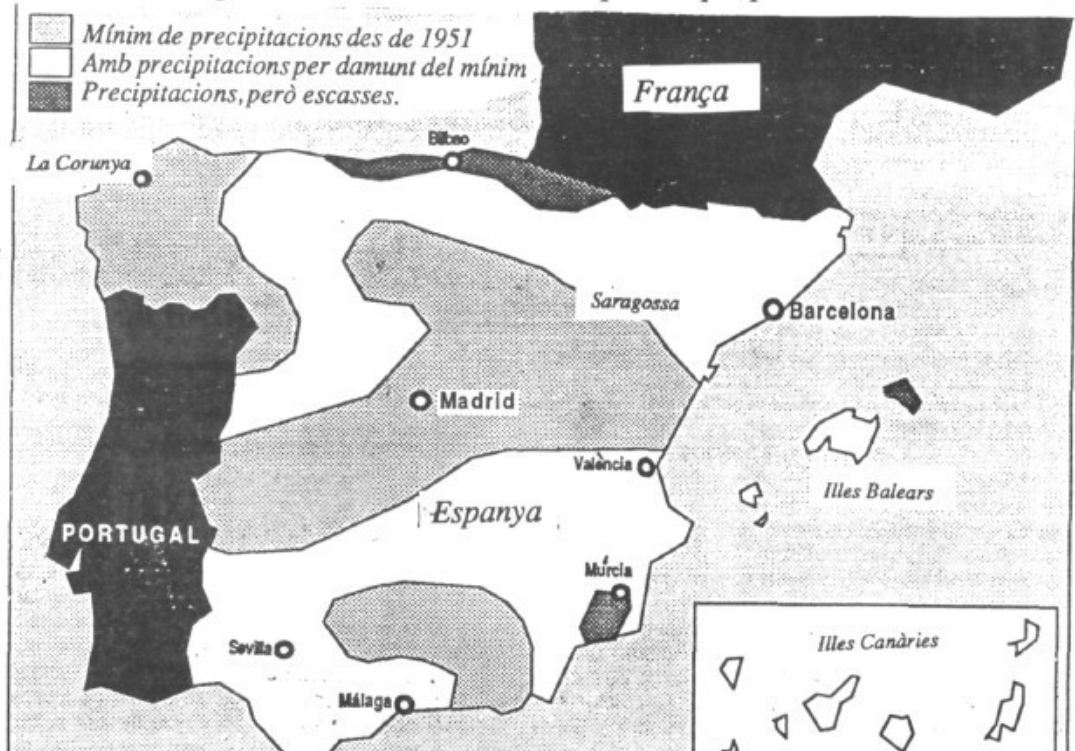 Mínim de precipitacions des de 1951
Amb precipitacions per damunt del mínim
Precipitacions, però escasses.
França
Bilbao
La Corunya
Saragossa
Barcelona
Madrid
València
Illes Balears
Espanya
PORTUGAL
Múrcia
Illes Canàries
Sevilla
Málaga